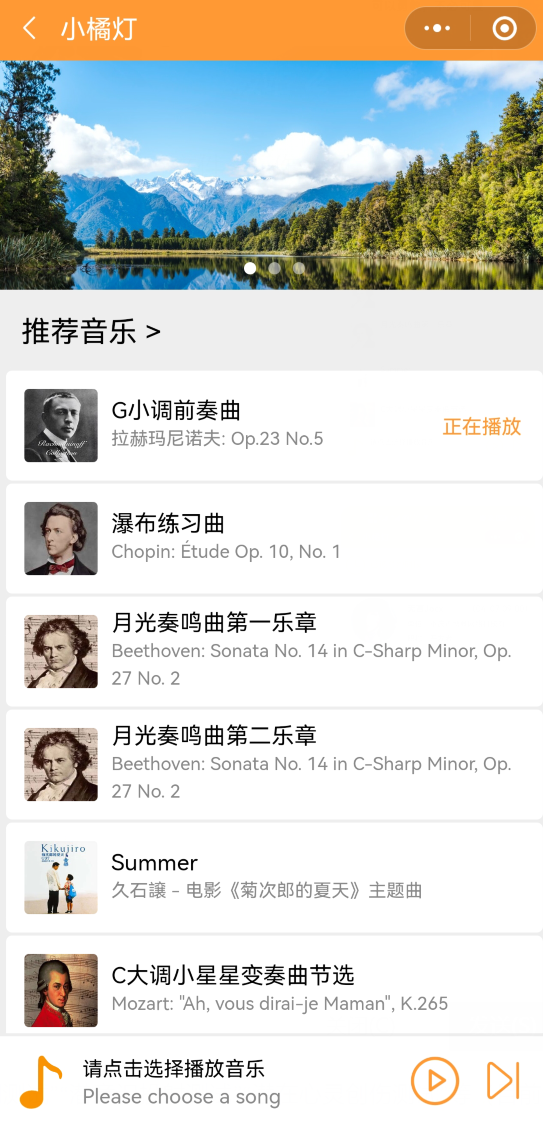 小橘灯
推荐音乐 >
G小调前奏曲
拉赫玛尼诺夫: Op.23 No.5
正在播放
瀑布练习曲
Chopin: Étude Op. 10, No. 1
月光奏鸣曲第一乐章
Beethoven: Sonata No. 14 in C-Sharp Minor, Op.
27 No. 2
月光奏鸣曲第二乐章
Beethoven: Sonata No. 14 in C-Sharp Minor, Op.
27 No. 2
Kikujiro
Summer
久石譲 - 电影《菊次郎的夏天》主题曲
C大调小星星变奏曲节选
Mozart: "Ah, vous dirai-je Maman", K.265
请点击选择播放音乐
Please choose a song